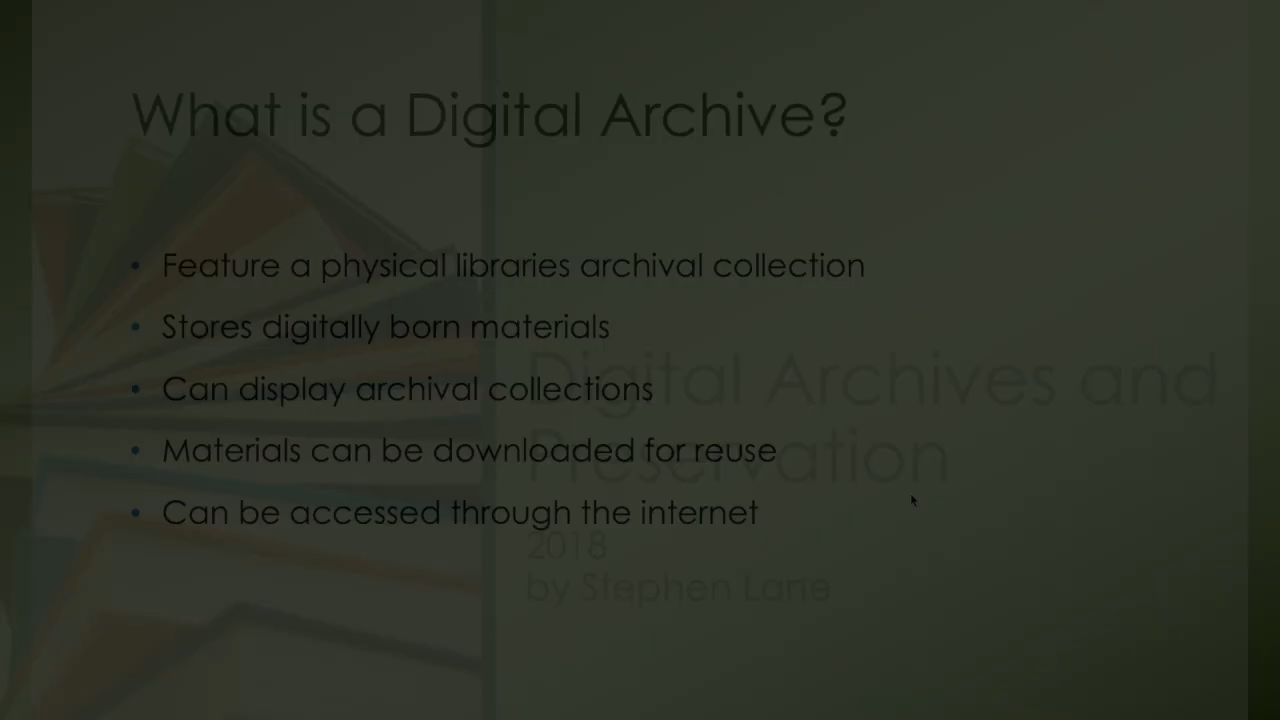 What is a Digital Archive?
• Feature a physical libraries archival collection
• Stores digitally born materials
• Can display archival collections
• Materials can be downloaded for reuse
• Can be accessed through the internet
Digital Archives and
Preservation
2018
by Stephen Lane